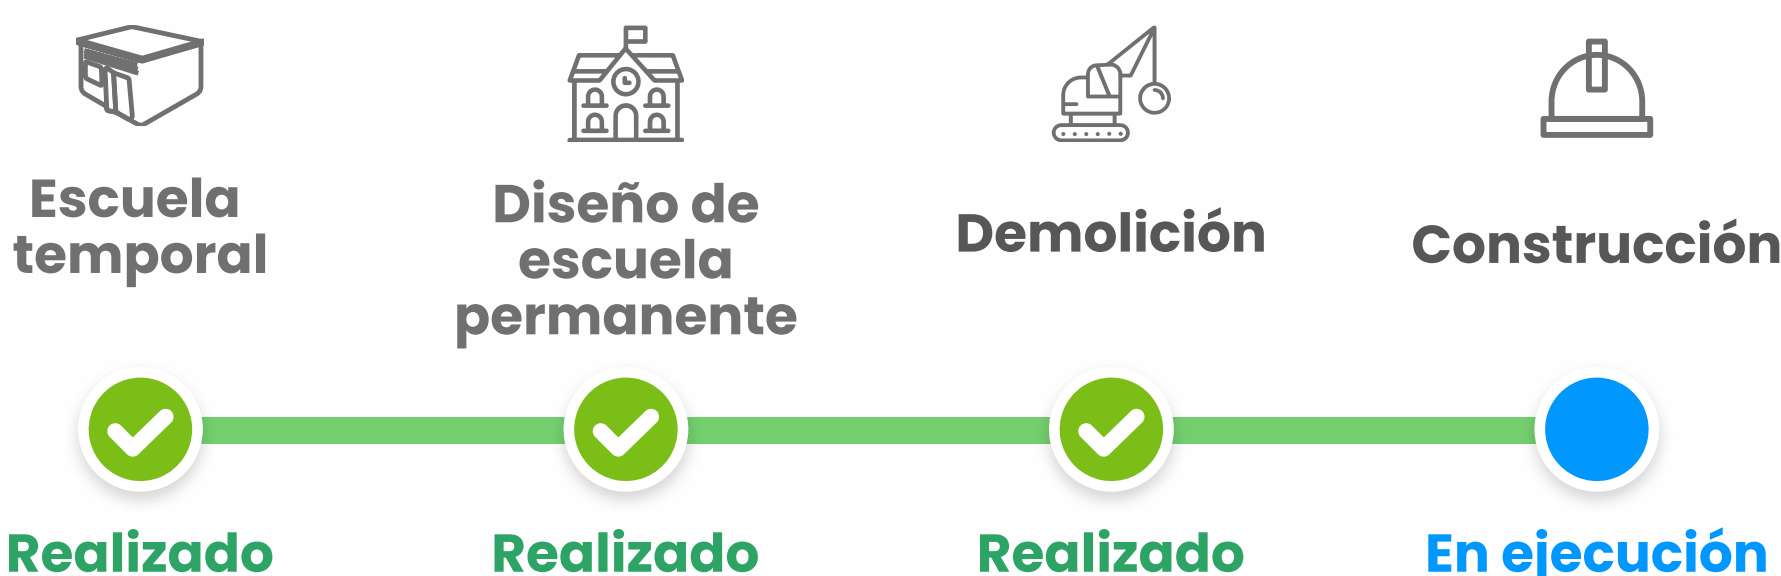 Escuela
temporal
Diseño de
escuela
permanente
Demolición
Construcción
Realizado
Realizado
Realizado
En ejecución